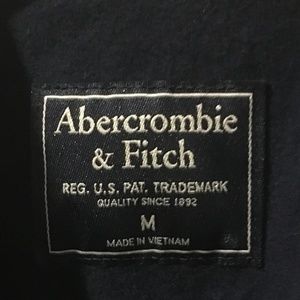 Abercrombie
& Fitch
REG. U.S. PAT. TRADEMARK
QUALITY SINCE 1892
M
MADE IN VIETNAM